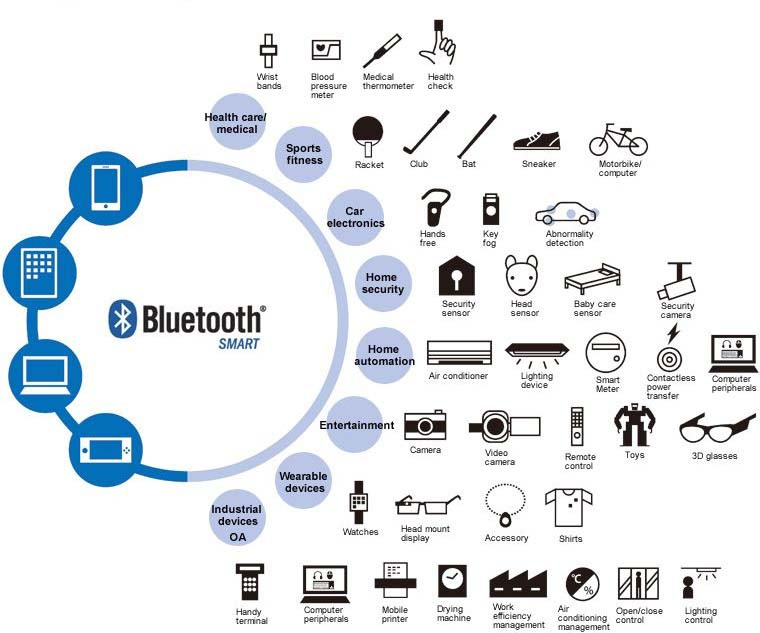 Wrist
bands
Blood
pressure
meter
Medical
thermometer
Health
check
Health care/
medical
Sports
fitness
Racket
Club
Bat
Sneaker
Motorbike/
computer
Car
electronics
Hands
free
Key
fog
Abnormality
detection
Home
security
Security
sensor
Head
sensor
Baby care
sensor
Security
camera
Bluetooth®
SMART
Home
automation
Air conditioner
Lighting
device
Smart
Meter
Contactless
power
transfer
Computer
peripherals
Entertainment
Camera
Video
camera
Remote
control
Toys
3D glasses
Wearable
devices
Watches
Head mount
display
Accessory
Shirts
Industrial
devices
OA
Handy
terminal
Computer
peripherals
Mobile
printer
Drying
machine
Work
efficiency
management
°C
%
Air
conditioning
management
Open/close
control
Lighting
control